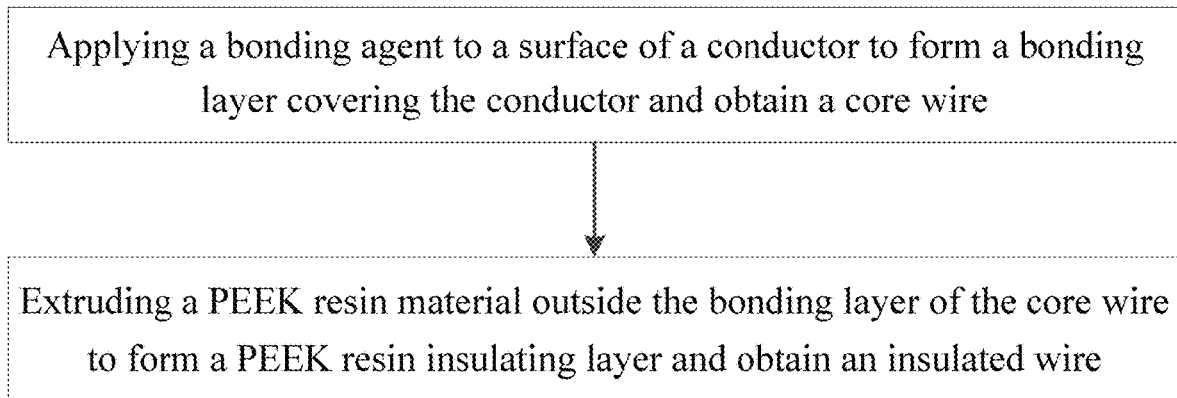 Applying a bonding agent to a surface of a conductor to form a bonding
layer covering the conductor and obtain a core wire
Extruding a PEEK resin material outside the bonding layer of the core wire
to form a PEEK resin insulating layer and obtain an insulated wire